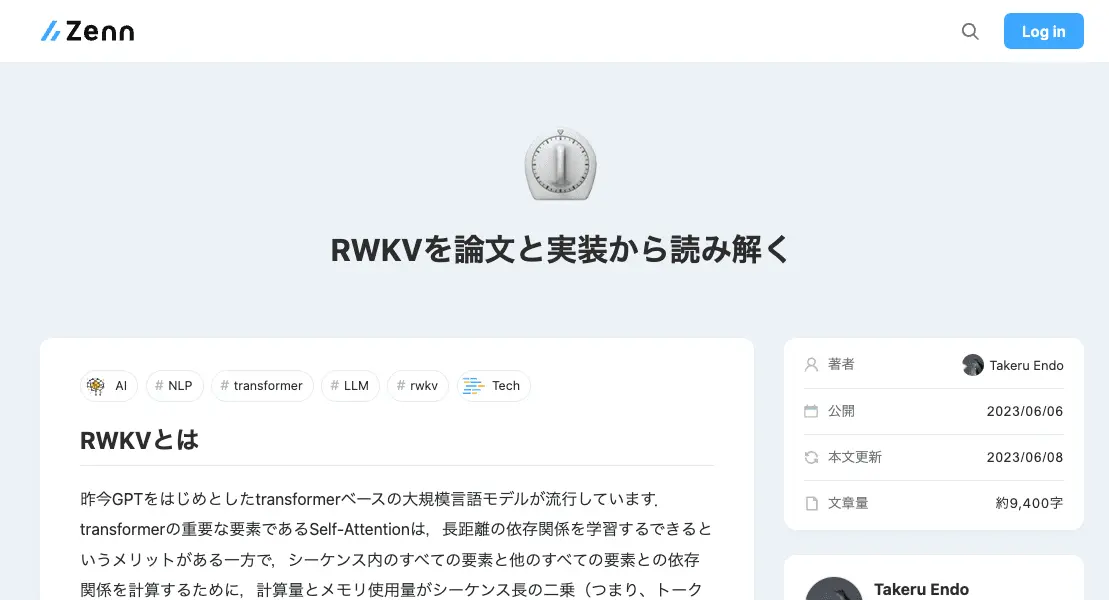 Zenn
Log in
RWKVを論文と実装から読み解く
AI
# NLP
# transformer
# LLM
# rwkv
Tech
RWKVとは
昨今GPTをはじめとしたtransformerベースの大規模言語モデルが流行しています．
transformerの重要な要素であるSelf-Attentionは，長距離の依存関係を学習するできると
いうメリットがある一方で，シーケンス内のすべての要素と他のすべての要素との依存
関係を計算するために，計算量とメモリ使用量がシーケンス長の二乗（つまり、トーク
著者
Takeru Endo
公開
2023/06/06
本文更新
2023/06/08
文章量
約9,400字
Takeru Endo